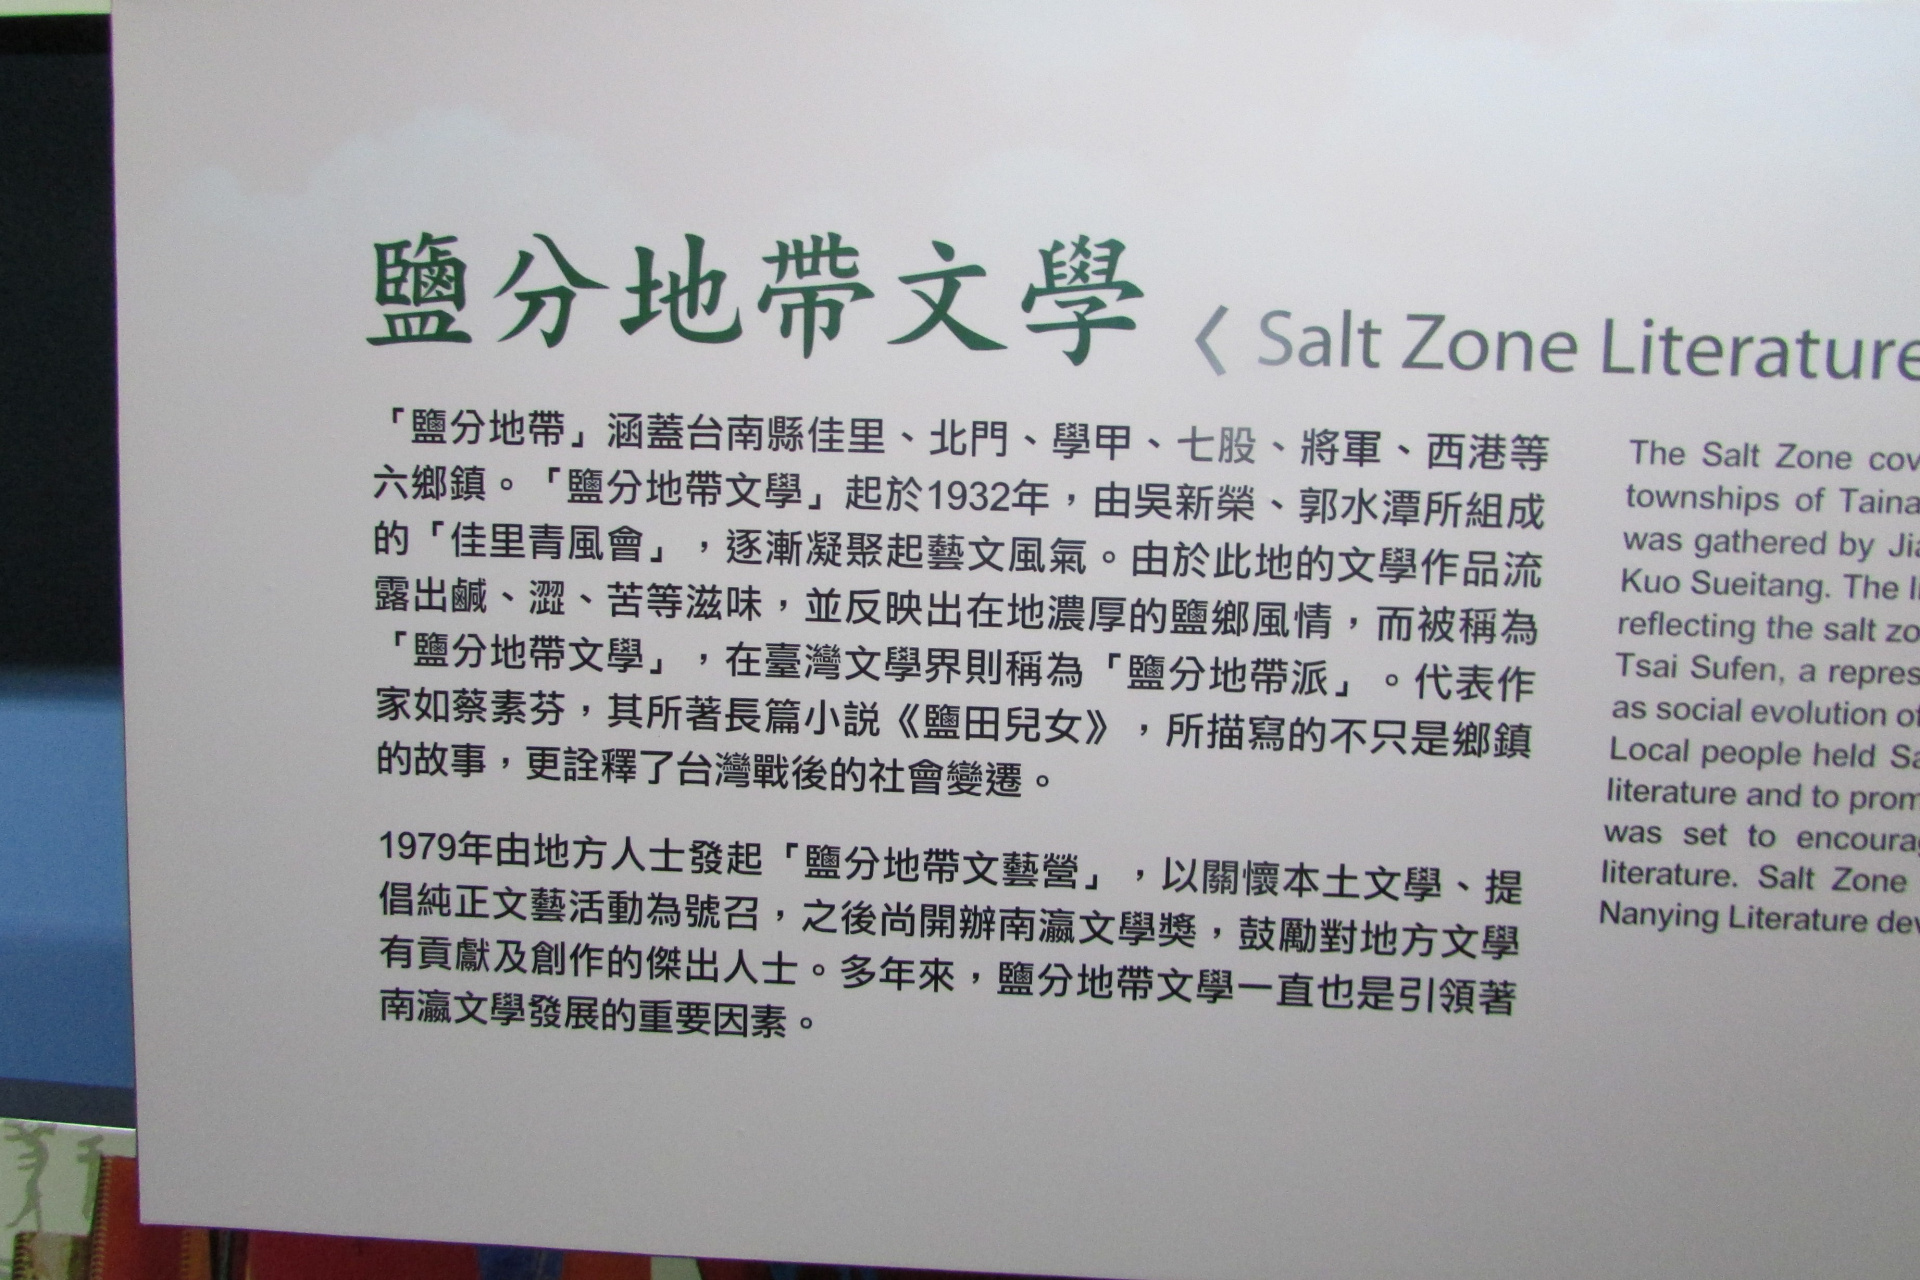 鹽分地帶文學 〈 Salt Zone Literature
「鹽分地帶」涵蓋台南縣佳里、北門、學甲、七股、將軍、西港等
六鄉鎮。「鹽分地帶文學」起於1932年，由吳新榮、郭水潭所組成
的「佳里青風會」，逐漸凝聚起藝文風氣。由於此地的文學作品流
露出鹹、澀、苦等滋味，並反映出在地濃厚的鹽鄉風情，而被稱為
「鹽分地帶文學」，在臺灣文學界則稱為「鹽分地帶派」。代表作
家如蔡素芬，其所著長篇小說《鹽田兒女》，所描寫的不只是鄉鎮
的故事，更詮釋了台灣戰後的社會變遷。
1979年由地方人士發起「鹽分地帶文藝營」，以關懷本土文學、提
倡純正文藝活動為號召，之後尚開辦南瀛文學獎，鼓勵對地方文學
有貢獻及創作的傑出人士。多年來，鹽分地帶文學一直也是引領著
南瀛文學發展的重要因素。
The Salt Zone cov
townships of Taina
was gathered by Jia
Kuo Sueitang. The li
reflecting the salt zo
Tsai Sufen, a repres
as social evolution of
Local people held Sa
literature and to prom
was set to encourag
literature. Salt Zone
Nanying Literature dev